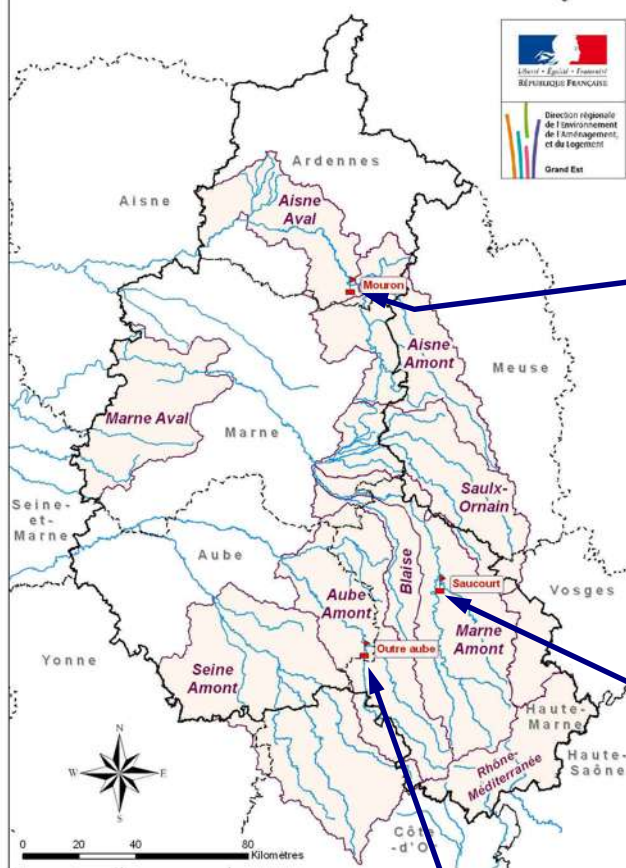 Liberté • Égalité • Fraternité
RÉPUBLIQUE FRANÇAISE
Direction régionale
de l'Environnement
de l'Aménagement,
et du Logement
Grand Est
Ardennes
Aisne
Aisne
Aval
Mouron
Aisne
Amont
Meuse
Marne Aval
Marne
Saulx-
Ornain
Seine-
et-
Marne
Aube
Blaise
Saucourt
Vosges
Aube
Amont
Marne
Amont
Outre aube
Yonne
Seine
Amont
Haute-
Marne
Haute-
Saône
Rhône-
Méditerranée
N
W
E
S
Côte
-d'Or
0
40
80
Kilomètres